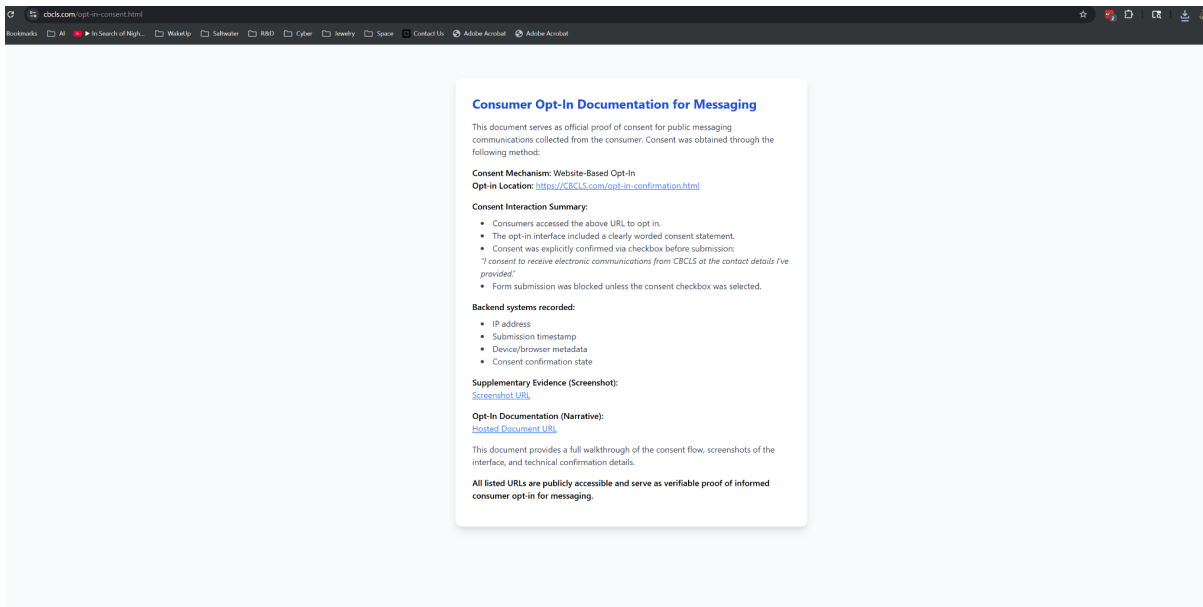 cbcls.com/opt-in-consent.html
Bookmarks AI ▶ In Search of Nigh... WakeUp Saltwater R&D Cyber Jewelry Space Contact Us Adobe Acrobat Adobe Acrobat
Consumer Opt-In Documentation for Messaging
This document serves as official proof of consent for public messaging
communications collected from the consumer. Consent was obtained through the
following method:
Consent Mechanism: Website-Based Opt-In
Opt-in Location: https://CBCLS.com/opt-in-confirmation.html
Consent Interaction Summary:
• Consumers accessed the above URL to opt in.
• The opt-in interface included a clearly worded consent statement.
• Consent was explicitly confirmed via checkbox before submission:
"I consent to receive electronic communications from CBCLS at the contact details I've
provided."
• Form submission was blocked unless the consent checkbox was selected.
Backend systems recorded:
• IP address
• Submission timestamp
• Device/browser metadata
• Consent confirmation state
Supplementary Evidence (Screenshot):
Screenshot URL
Opt-In Documentation (Narrative):
Hosted Document URL
This document provides a full walkthrough of the consent flow, screenshots of the
interface, and technical confirmation details.
All listed URLs are publicly accessible and serve as verifiable proof of informed
consumer opt-in for messaging.